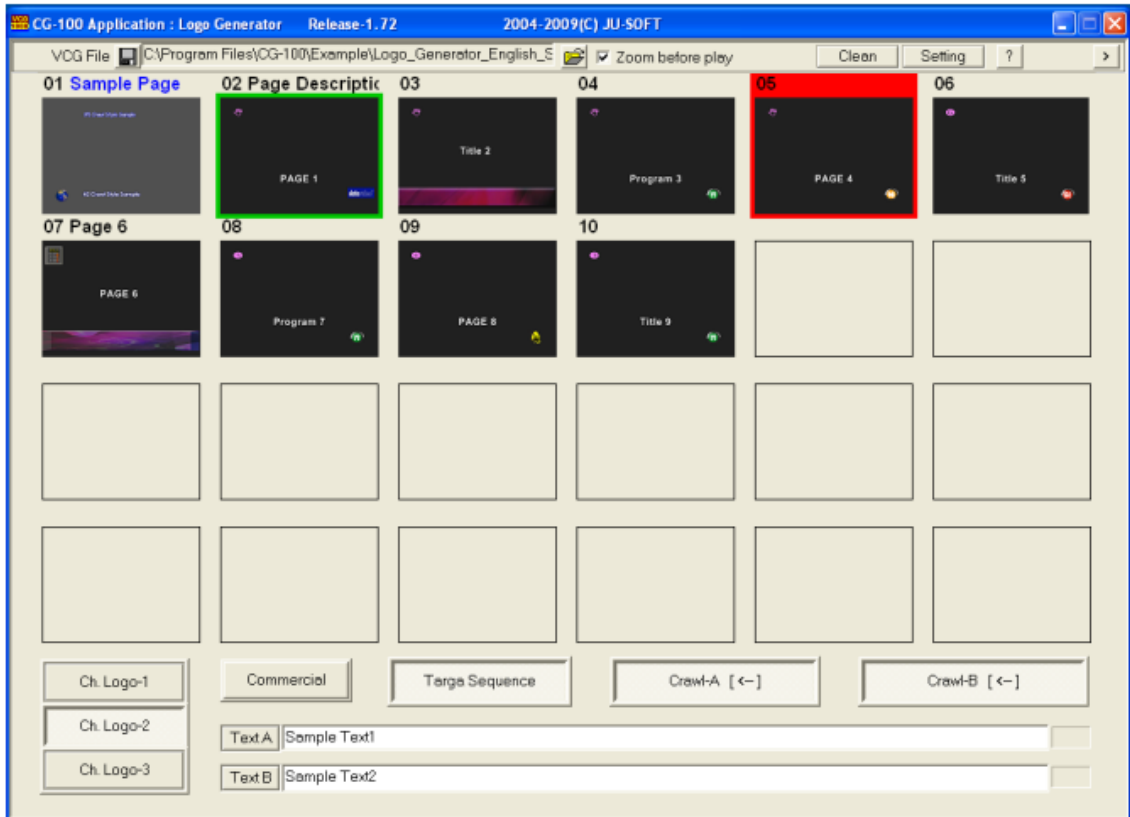 CG-100 Application : Logo Generator Release-1.72 2004-2009(C) JU-SOFT
VCG File C:\Program Files\CG-100\Example\Logo_Generator_English_S Zoom before play Clean Setting ? >
01 Sample Page 02 Page Descriptic 03 04 05 06
Title 2
PAGE 1 Program 3 PAGE 4 Title 5
07 Page 6 08 09 10
PAGE 6
Program 7 PAGE 8 Title 9
Ch. Logo-1 Commercial Targa Sequence Crawl-A [<--] Crawl-B [<--]
Ch. Logo-2
Text A Sample Text1
Ch. Logo-3
Text B Sample Text2